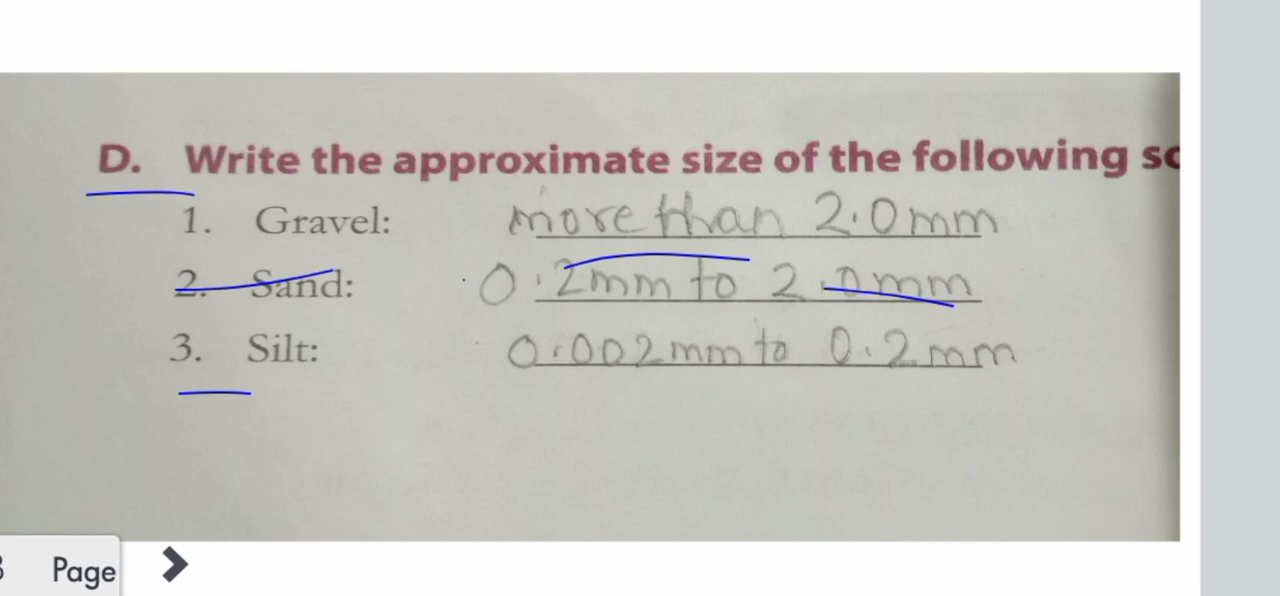 D. Write the approximate size of the following
1. Gravel: more than 2.0mm
2. Sand: 0.2mm to 2.0mm
3. Silt: 0.002mm to 0.2mm
Page